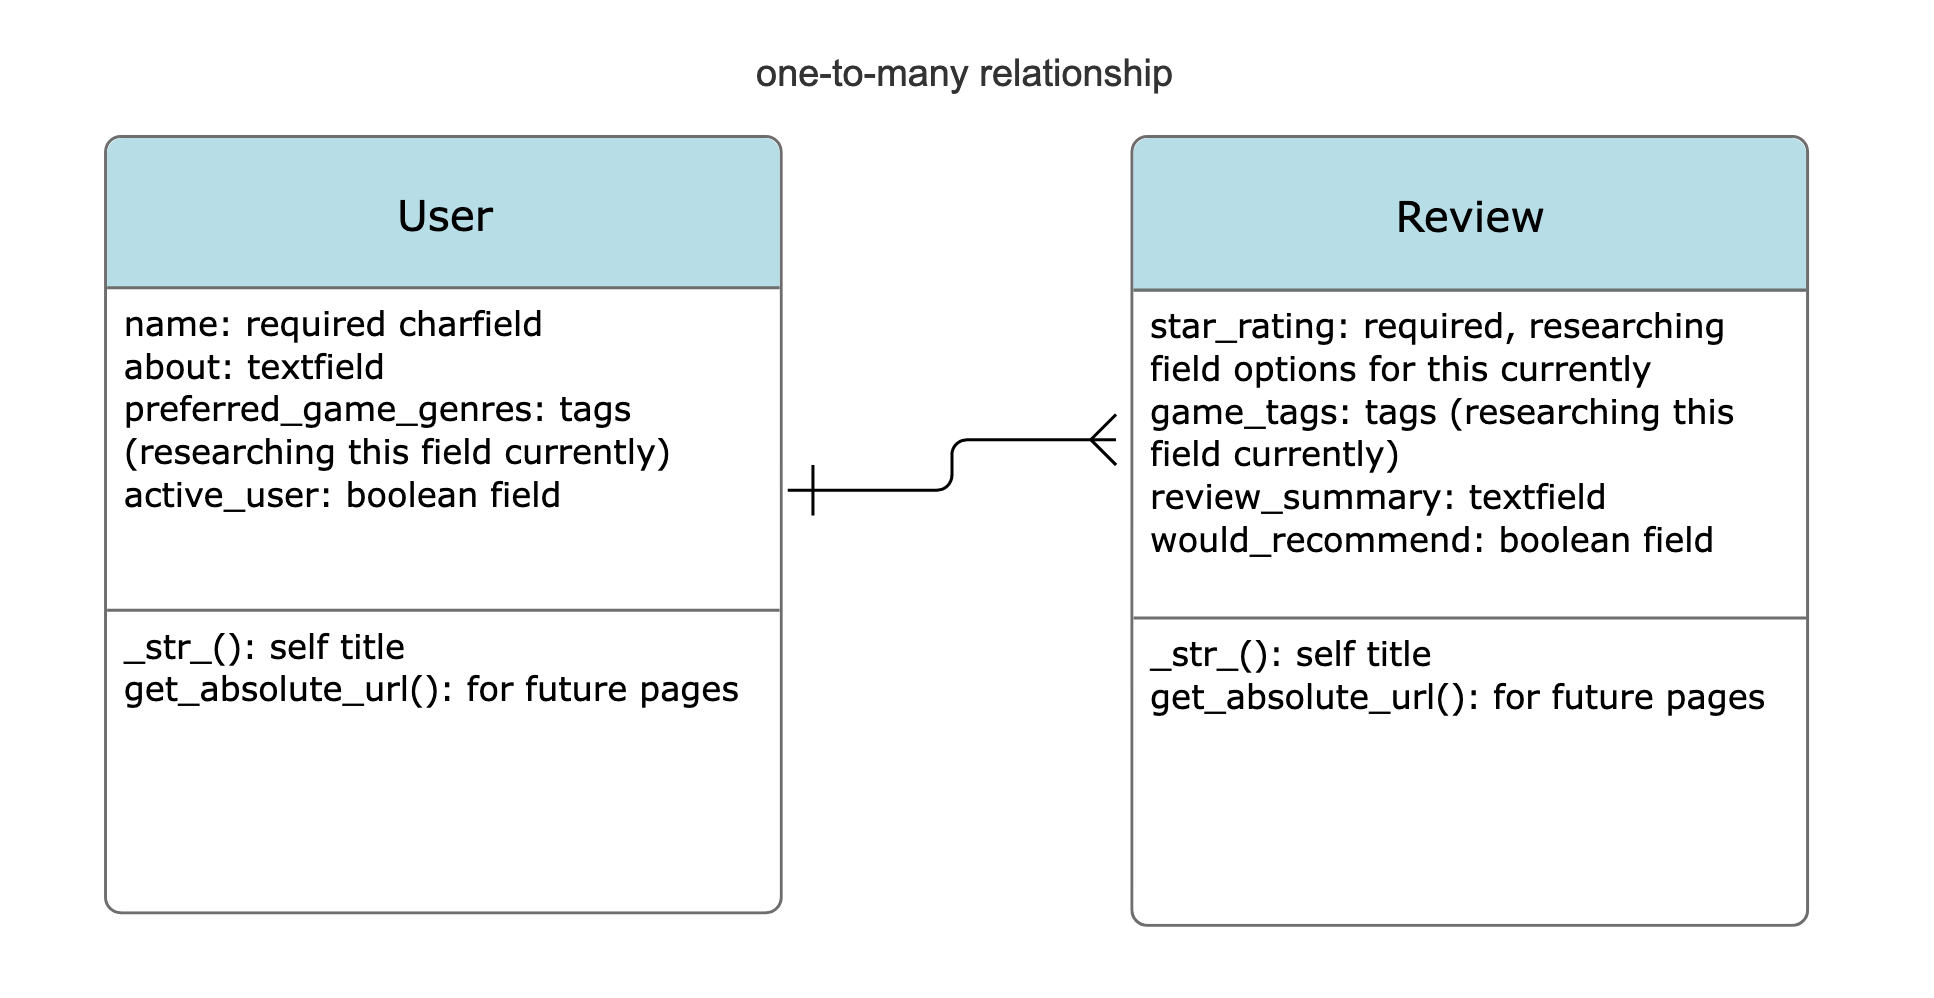 one-to-many relationship
User
name: required charfield
about: textfield
preferred_game_genres: tags
(researching this field currently)
active_user: boolean field
_str_(): self title
get_absolute_url(): for future pages
Review
star_rating: required, researching
field options for this currently
game_tags: tags (researching this
field currently)
review_summary: textfield
would_recommend: boolean field
_str_(): self title
get_absolute_url(): for future pages